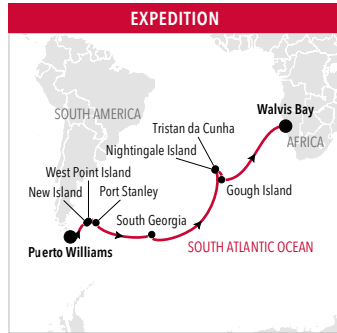 EXPEDITION
Walvis Bay
SOUTH AMERICA
Tristan da Cunha
AFRICA
Nightingale Island
West Point Island
New Island
Port Stanley
Gough Island
South Georgia
Puerto Williams
SOUTH ATLANTIC OCEAN